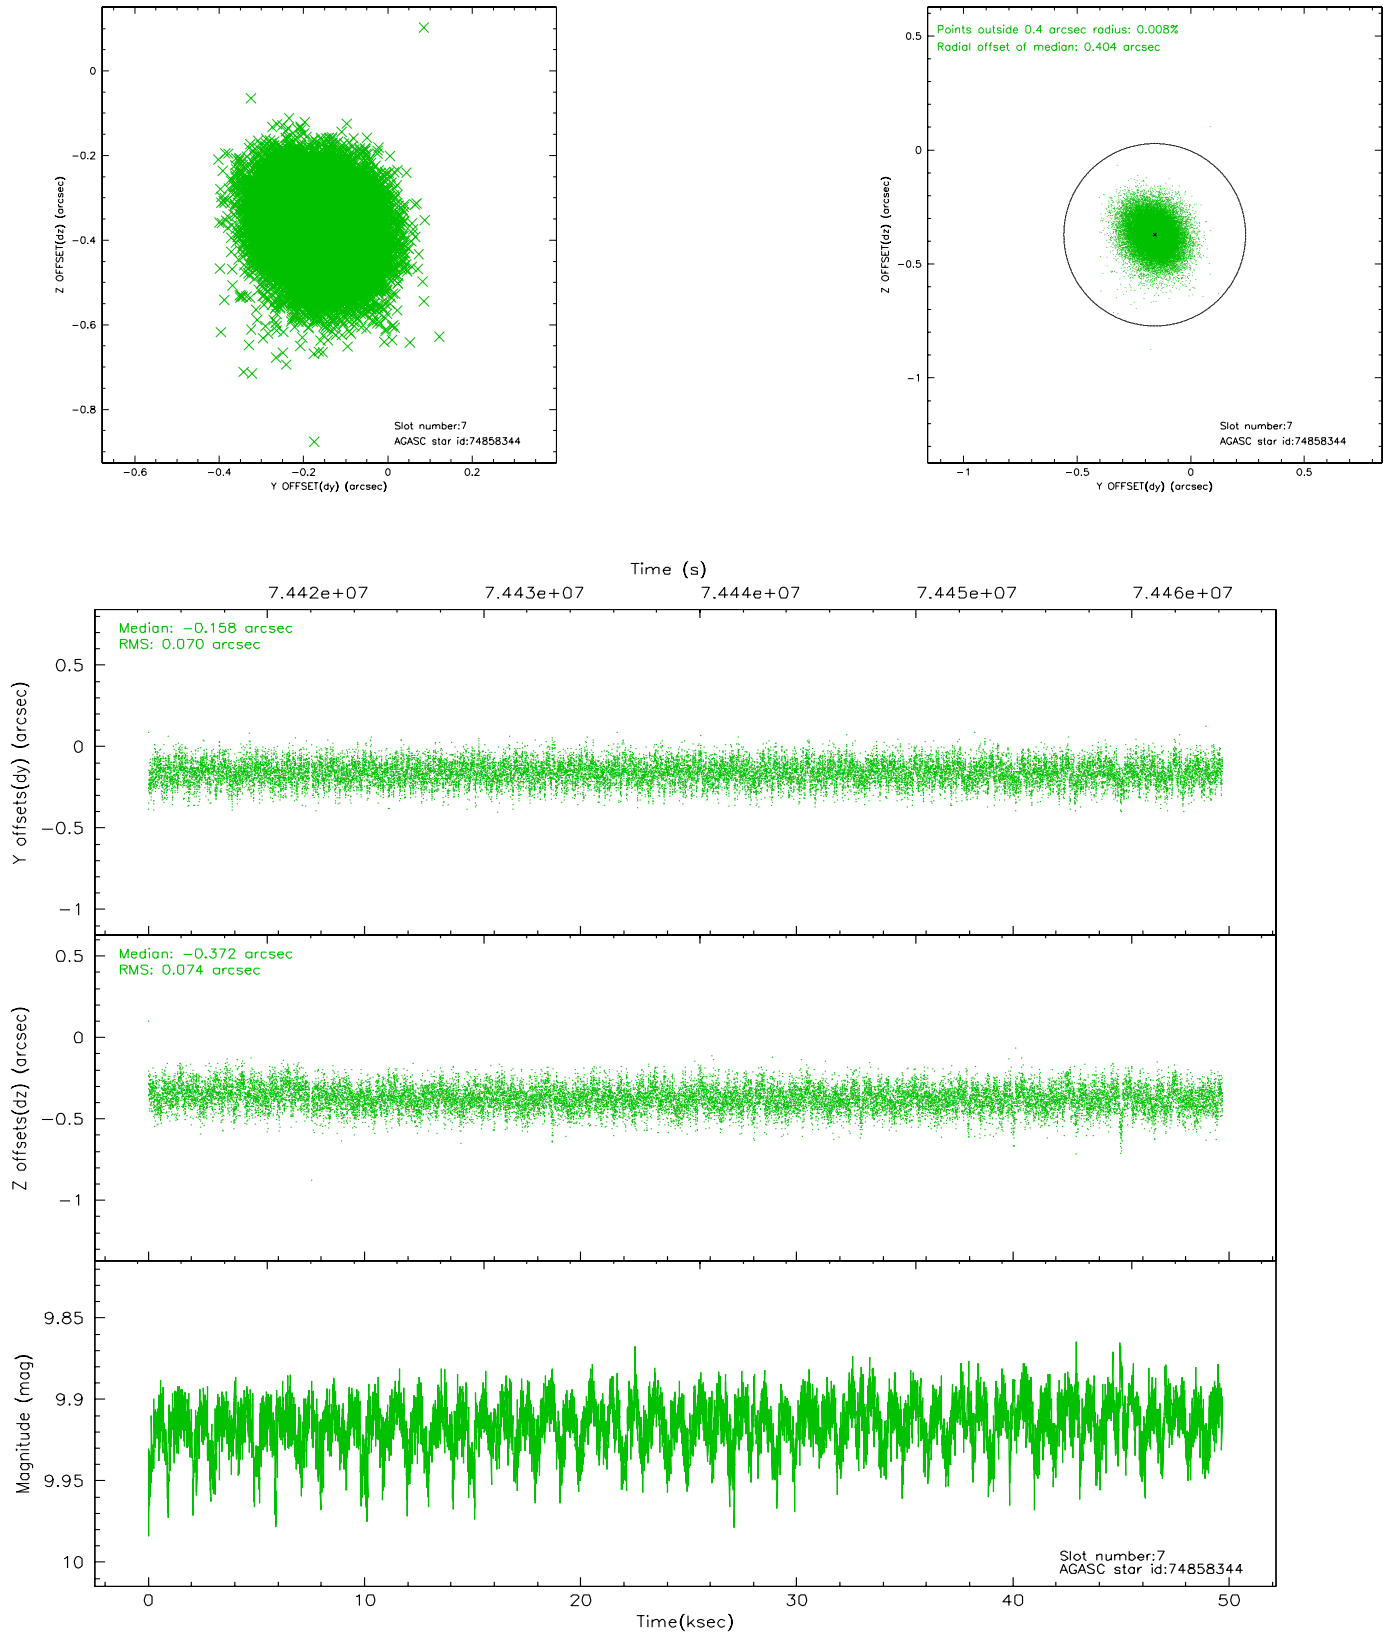 0
−0.2
−0.4
−0.6
−0.8
Z OFFSET(dz) (arcsec)
Slot number:7
AGASC star id:74858344
−0.6 −0.4 −0.2 0 0.2
Y OFFSET(dy) (arcsec)
Points outside 0.4 arcsec radius: 0.008%
Radial offset of median: 0.404 arcsec
0.5
0
−0.5
−1
Z OFFSET(dz) (arcsec)
Slot number:7
AGASC star id:74858344
−1 −0.5 0 0.5
Y OFFSET(dy) (arcsec)
Time (s)
7.442e+07 7.443e+07 7.444e+07 7.445e+07 7.446e+07
Median: −0.158 arcsec
RMS: 0.070 arcsec
0.5
0
−0.5
−1
Y offsets(dy) (arcsec)
Median: −0.372 arcsec
RMS: 0.074 arcsec
0.5
0
−0.5
−1
Z offsets(dz) (arcsec)
9.85
9.9
9.95
10
Magnitude (mag)
Slot number:7
AGASC star id:74858344
0 10 20 30 40 50
Time(ksec)